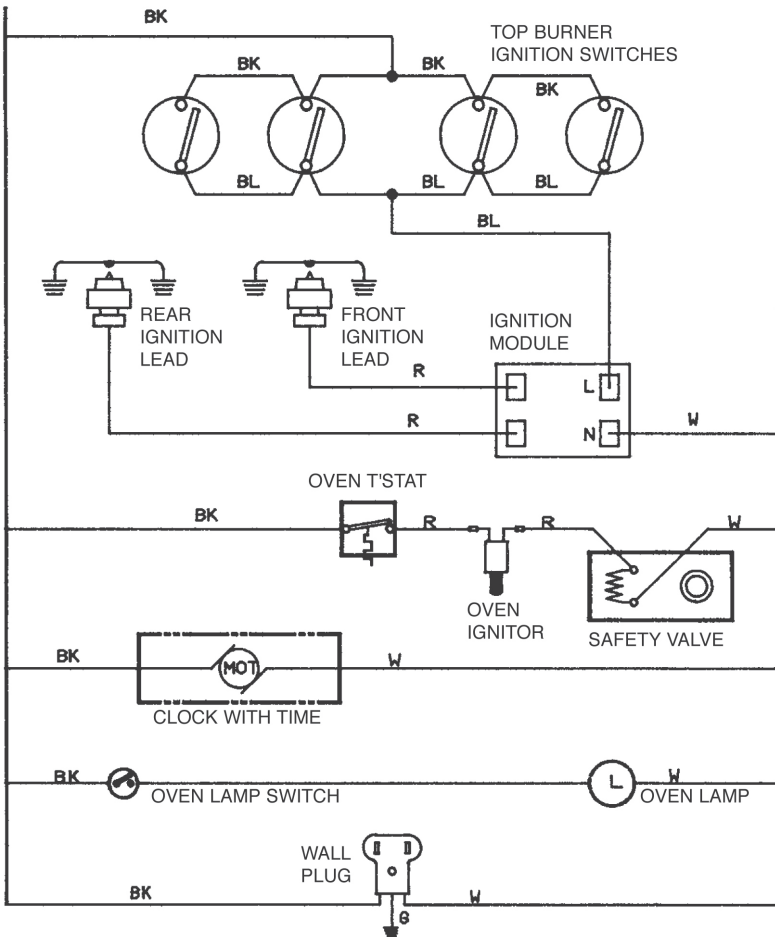 BK
TOP BURNER
IGNITION SWITCHES
BK
BK
BK
BL
BL
BL
BL
REAR
IGNITION
LEAD
FRONT
IGNITION
LEAD
IGNITION
MODULE
R
L
R
N
W
OVEN T'STAT
BK
R
R
W
OVEN
IGNITOR
SAFETY VALVE
BK
MOT
W
CLOCK WITH TIME
BK
OVEN LAMP SWITCH
L
W
OVEN LAMP
WALL
PLUG
BK
W
G